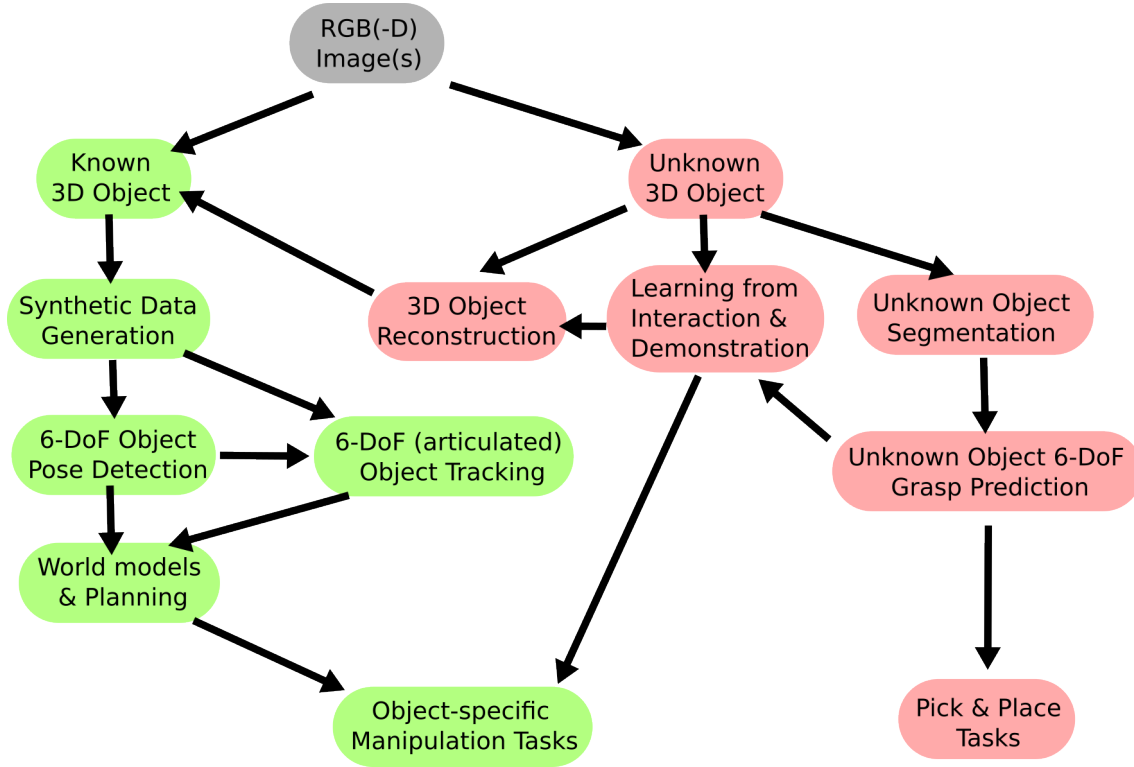 RGB(-D)
Image(s)
Known
3D Object
Unknown
3D Object
Synthetic Data
Generation
3D Object
Reconstruction
Learning from
Interaction &
Demonstration
Unknown Object
Segmentation
6-DoF Object
Pose Detection
6-DoF (articulated)
Object Tracking
Unknown Object 6-DoF
Grasp Prediction
World models
& Planning
Object-specific
Manipulation Tasks
Pick & Place
Tasks